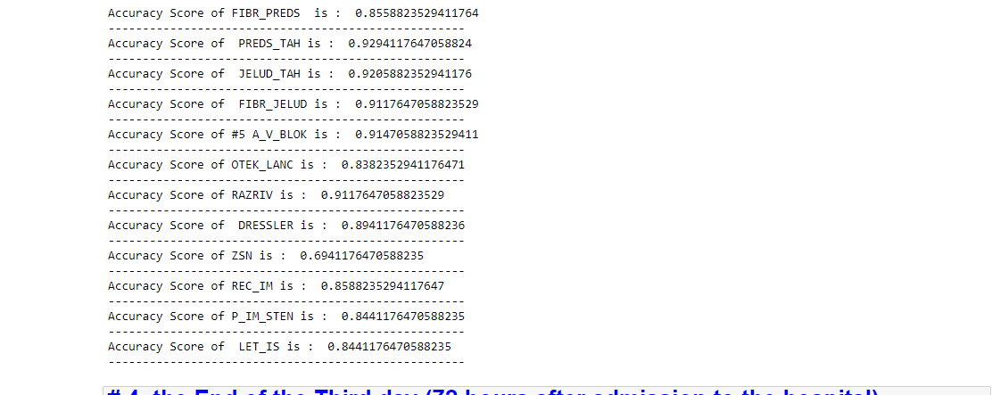 Accuracy Score of FIBR_PREDS  is :  0.8558823529411764
----------------------------------------------------
Accuracy Score of  PREDS_TAH is :  0.9294117647058824
----------------------------------------------------
Accuracy Score of  JELUD_TAH is :  0.9205882352941176
----------------------------------------------------
Accuracy Score of  FIBR_JELUD is :  0.9117647058823529
----------------------------------------------------
Accuracy Score of #5 A_V_BLOK is :  0.9147058823529411
----------------------------------------------------
Accuracy Score of OTEK_LANC is :  0.8382352941176471
----------------------------------------------------
Accuracy Score of RAZRIV is :  0.9117647058823529
----------------------------------------------------
Accuracy Score of  DRESSLER is :  0.8941176470588236
----------------------------------------------------
Accuracy Score of ZSN is :  0.6941176470588235
----------------------------------------------------
Accuracy Score of REC_IM is :  0.8588235294117647
----------------------------------------------------
Accuracy Score of P_IM_STEN is :  0.8441176470588235
----------------------------------------------------
Accuracy Score of  LET_IS is :  0.8441176470588235
----------------------------------------------------
# 4. the End of the Third day (72 hours after admission to the hospital)